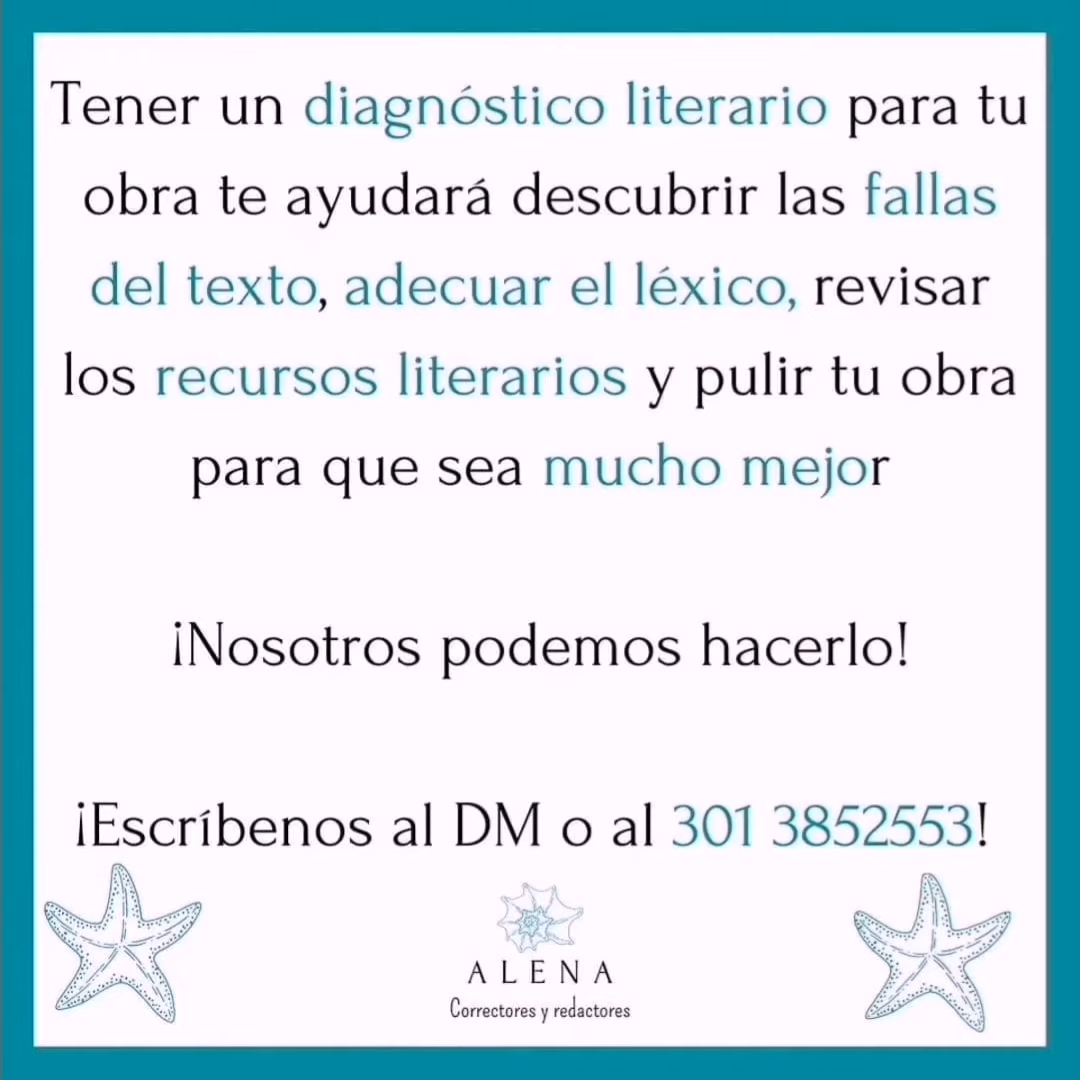 Tener un diagnóstico literario para tu
obra te ayudará descubrir las fallas
del texto, adecuar el léxico, revisar
los recursos literarios y pulir tu obra
para que sea mucho mejor
¡Nosotros podemos hacerlo!
¡Escríbenos al DM o al 301 3852553!
ALENA
Correctores y redactores